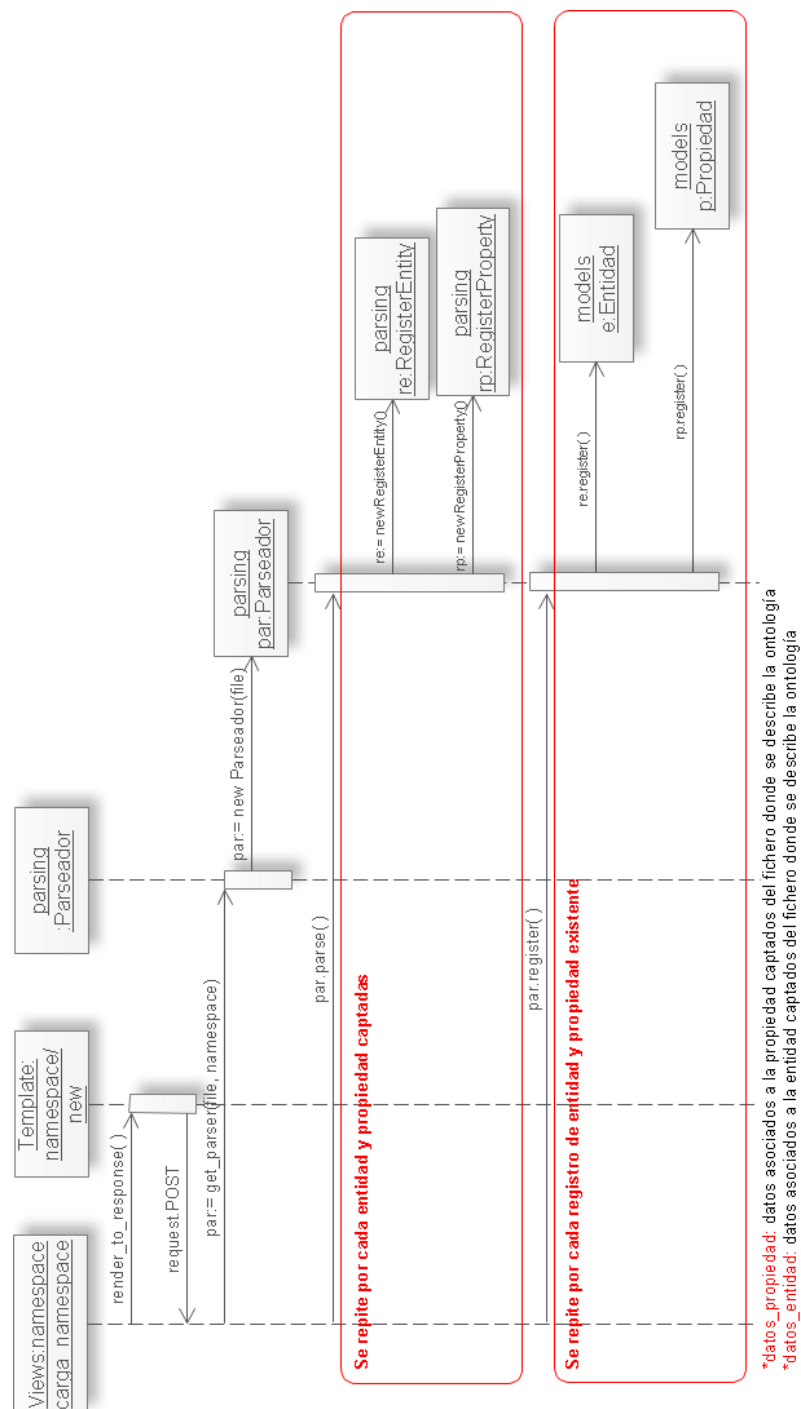 Views:namespace
carga_namespace
Template:
namespace/
new
parsing
:Parseador
render_to_response( )
request.POST
par:= get_parser(file, namespace)
par:= new Parseador(file)
parsing
par:Parseador
par.parse( )
Se repite por cada entidad y propiedad captadas
re:= newRegisterEntity()
parsing
re:RegisterEntity
rp:= newRegisterProperty()
parsing
rp:RegisterProperty
par.register( )
Se repite por cada registro de entidad y propiedad existente
re.register( )
models
e:Entidad
rp.register( )
models
p:Propiedad
*datos_propiedad: datos asociados a la propiedad captados del fichero donde se describe la ontología
*datos_entidad: datos asociados a la entidad captados del fichero donde se describe la ontología